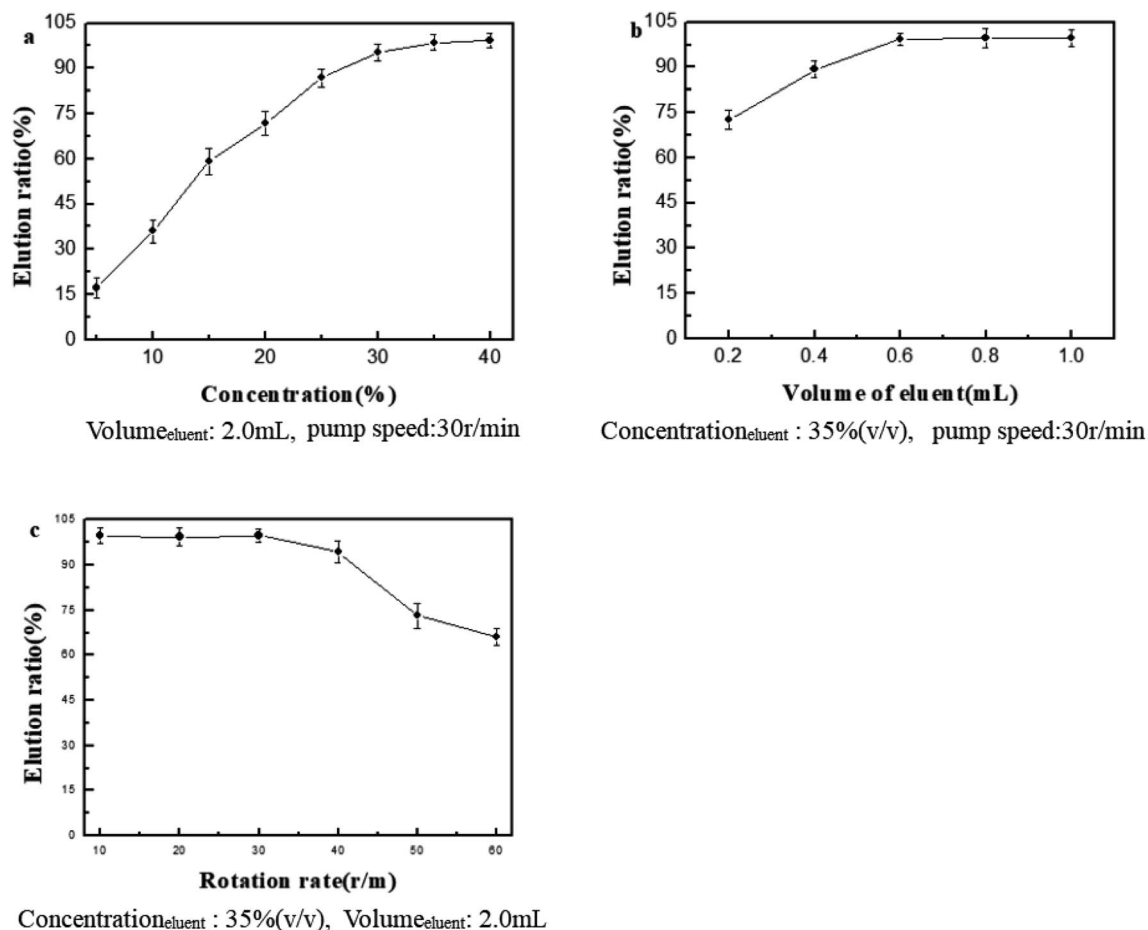 a
105
90
75
60
45
30
15
0
Elution ratio(%)
10 20 30 40
Concentration(%)
Volumeeluent: 2.0mL, pump speed:30r/min
b
105
90
75
60
45
30
15
0
Elution ratio(%)
0.2 0.4 0.6 0.8 1.0
Volume of eluent(mL)
Concentrationeluent : 35%(v/v), pump speed:30r/min
c
105
90
75
60
45
30
15
0
Elution ratio(%)
10 20 30 40 50 60
Rotation rate(r/m)
Concentrationeluent : 35%(v/v), Volumeeluent: 2.0mL